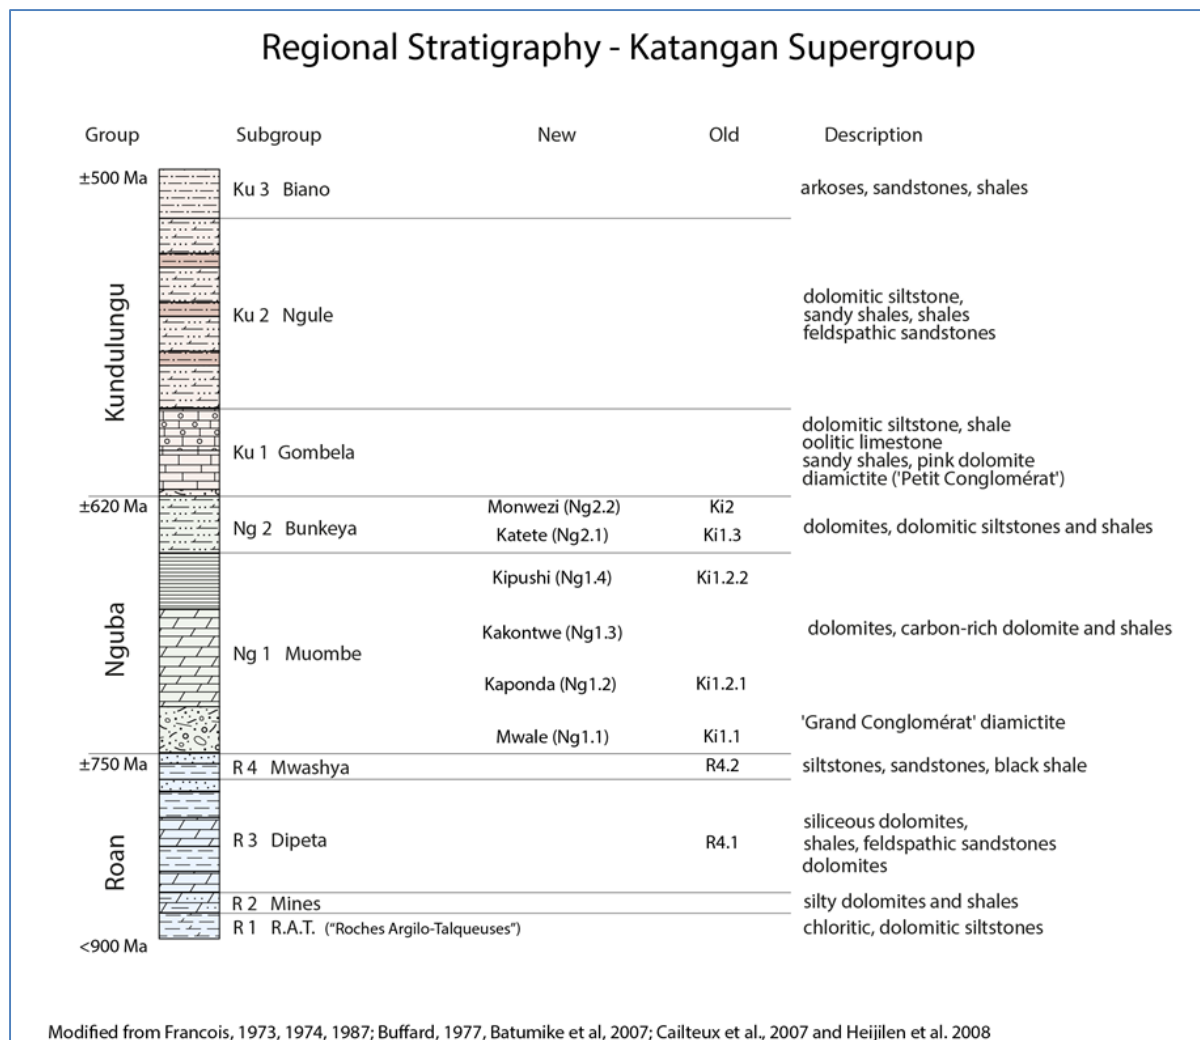 Regional Stratigraphy - Katangan Supergroup
Group Subgroup New Old Description
±500 Ma
Ku 3 Biano arkoses, sandstones, shales
Kundulungu
Ku 2 Ngule
dolomitic siltstone,
sandy shales, shales
feldspathic sandstones
Ku 1 Gombela
dolomitic siltstone, shale
oolitic limestone
sandy shales, pink dolomite
diamictite ('Petit Conglomérat')
±620 Ma
Nguba
Ng 2 Bunkeya
Monwezi (Ng2.2) Ki2
Katete (Ng2.1) Ki1.3
dolomites, dolomitic siltstones and shales
Ng 1 Muombe
Kipushi (Ng1.4) Ki1.2.2
Kakontwe (Ng1.3)
dolomites, carbon-rich dolomite and shales
Kaponda (Ng1.2) Ki1.2.1
'Grand Conglomérat' diamictite
Mwale (Ng1.1) Ki1.1
±750 Ma
R 4 Mwashya R4.2 siltstones, sandstones, black shale
Roan
R 3 Dipeta R4.1
siliceous dolomites,
shales, feldspathic sandstones
dolomites
R 2 Mines silty dolomites and shales
R 1 R.A.T. (“Roches Argilo-Talqueuses”) chloritic, dolomitic siltstones
<900 Ma
Modified from Francois, 1973, 1974, 1987; Buffard, 1977, Batumike et al, 2007; Cailteux et al., 2007 and Heijilen et al. 2008